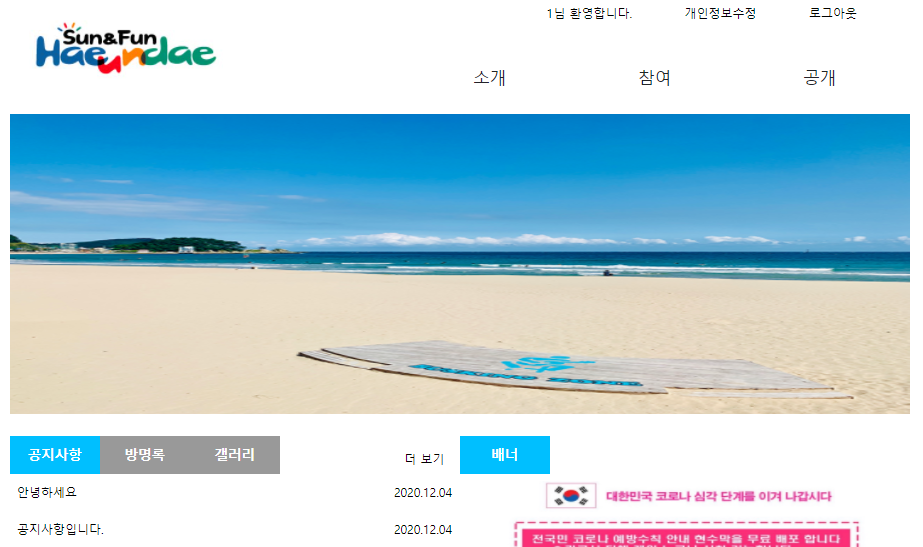 1님 환영합니다. 개인정보수정 로그아웃
Sun&Fun
Haeundae
소개 참여 공개
공지사항 방명록 갤러리 더 보기 배너
안녕하세요 2020.12.04
대한민국 코로나 심각 단계를 이겨 나갑시다
공지사항입니다. 2020.12.04
전국민 코로나 예방수칙 안내 현수막을 무료 배포 합니다